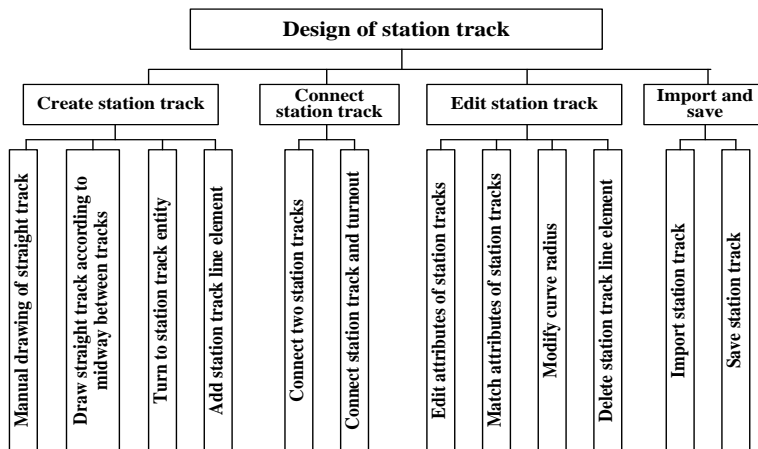 Design of station track
Create station track
Connect
station track
Edit station track
Import and
save
Manual drawing of straight track
Draw straight track according to
midway between tracks
Turn to station track entity
Add station track line element
Connect two station tracks
Connect station track and turnout
Edit attributes of station tracks
Match attributes of station tracks
Modify curve radius
Delete station track line element
Import station track
Save station track